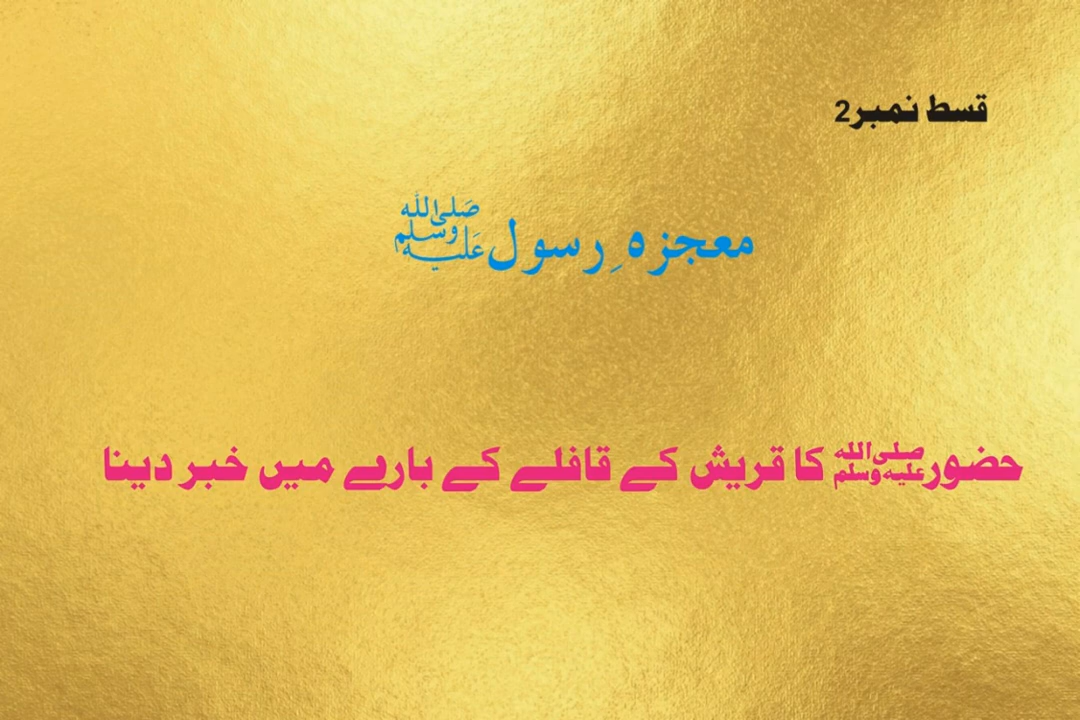 قسط نمبر2
معجزہ ِرسول صلى الله عليه وسلم
حضور صلى الله عليه وسلم کا قریش کے قافلے کے بارے میں خبر دینا